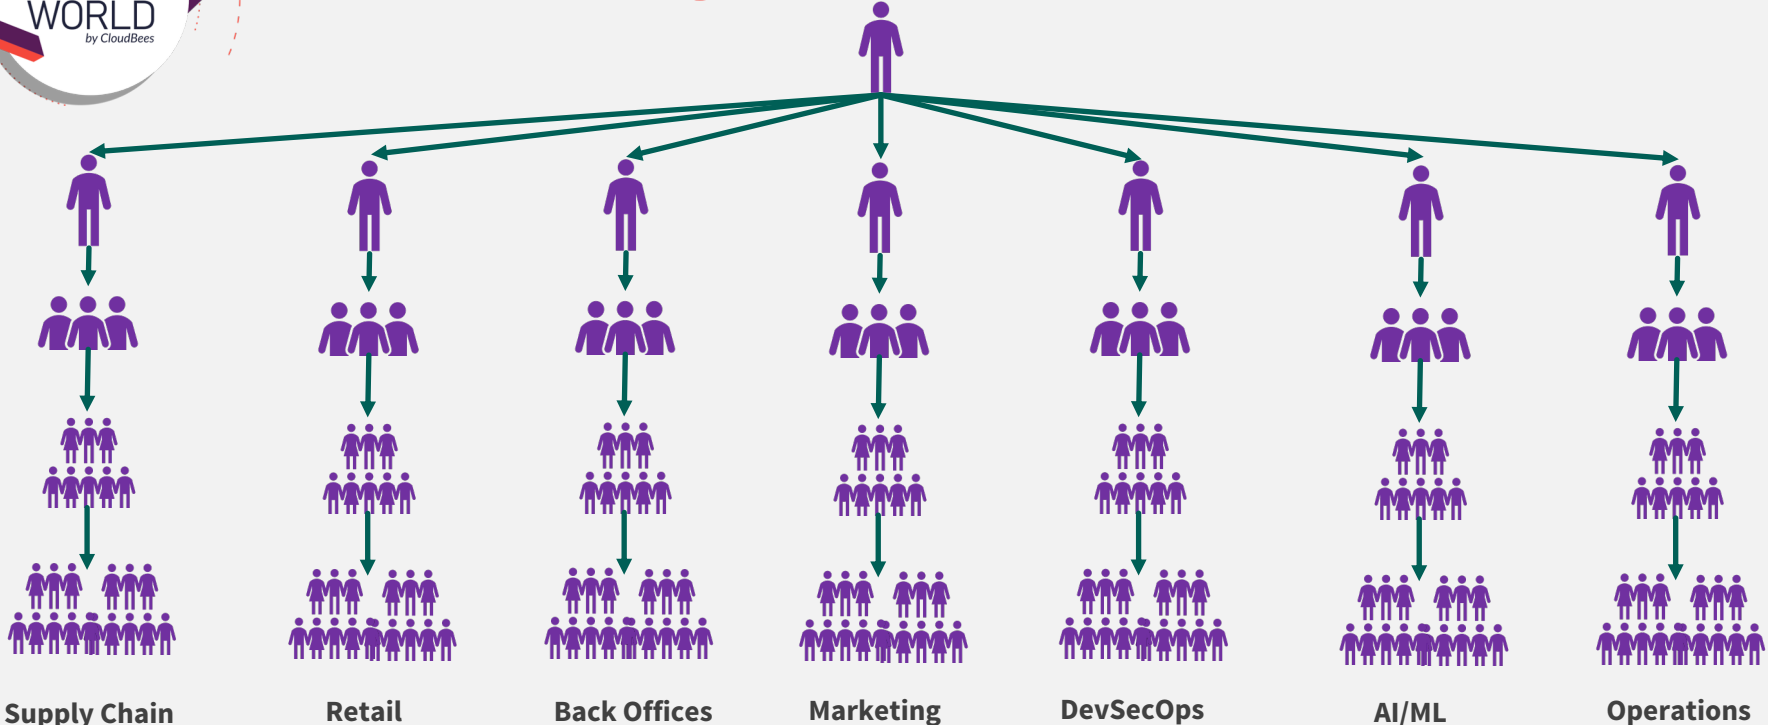 WORLD
by CloudBees
Supply Chain
Retail
Back Offices
Marketing
DevSecOps
AI/ML
Operations